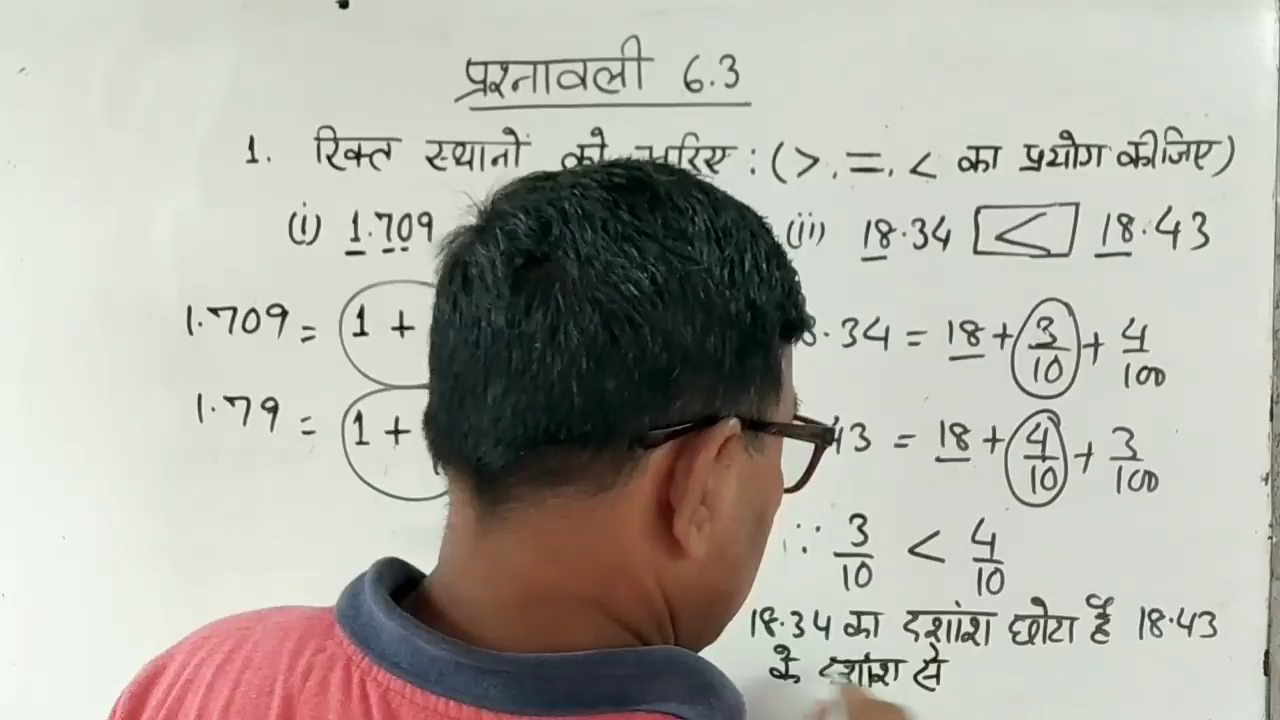 प्रश्नावली 6.3
1. रिक्त स्थानों को भरिए : (>, =, < का प्रयोग कीजिए)
(i) 1.709
(ii) 18.34 < 18.43
1.709 = 1 +
8.34 = 18 + 3/10 + 4/100
1.79 = 1 +
43 = 18 + 4/10 + 3/100
∵ 3/10 < 4/10
18.34 का दशांश छोटा है 18.43
के दशांश से